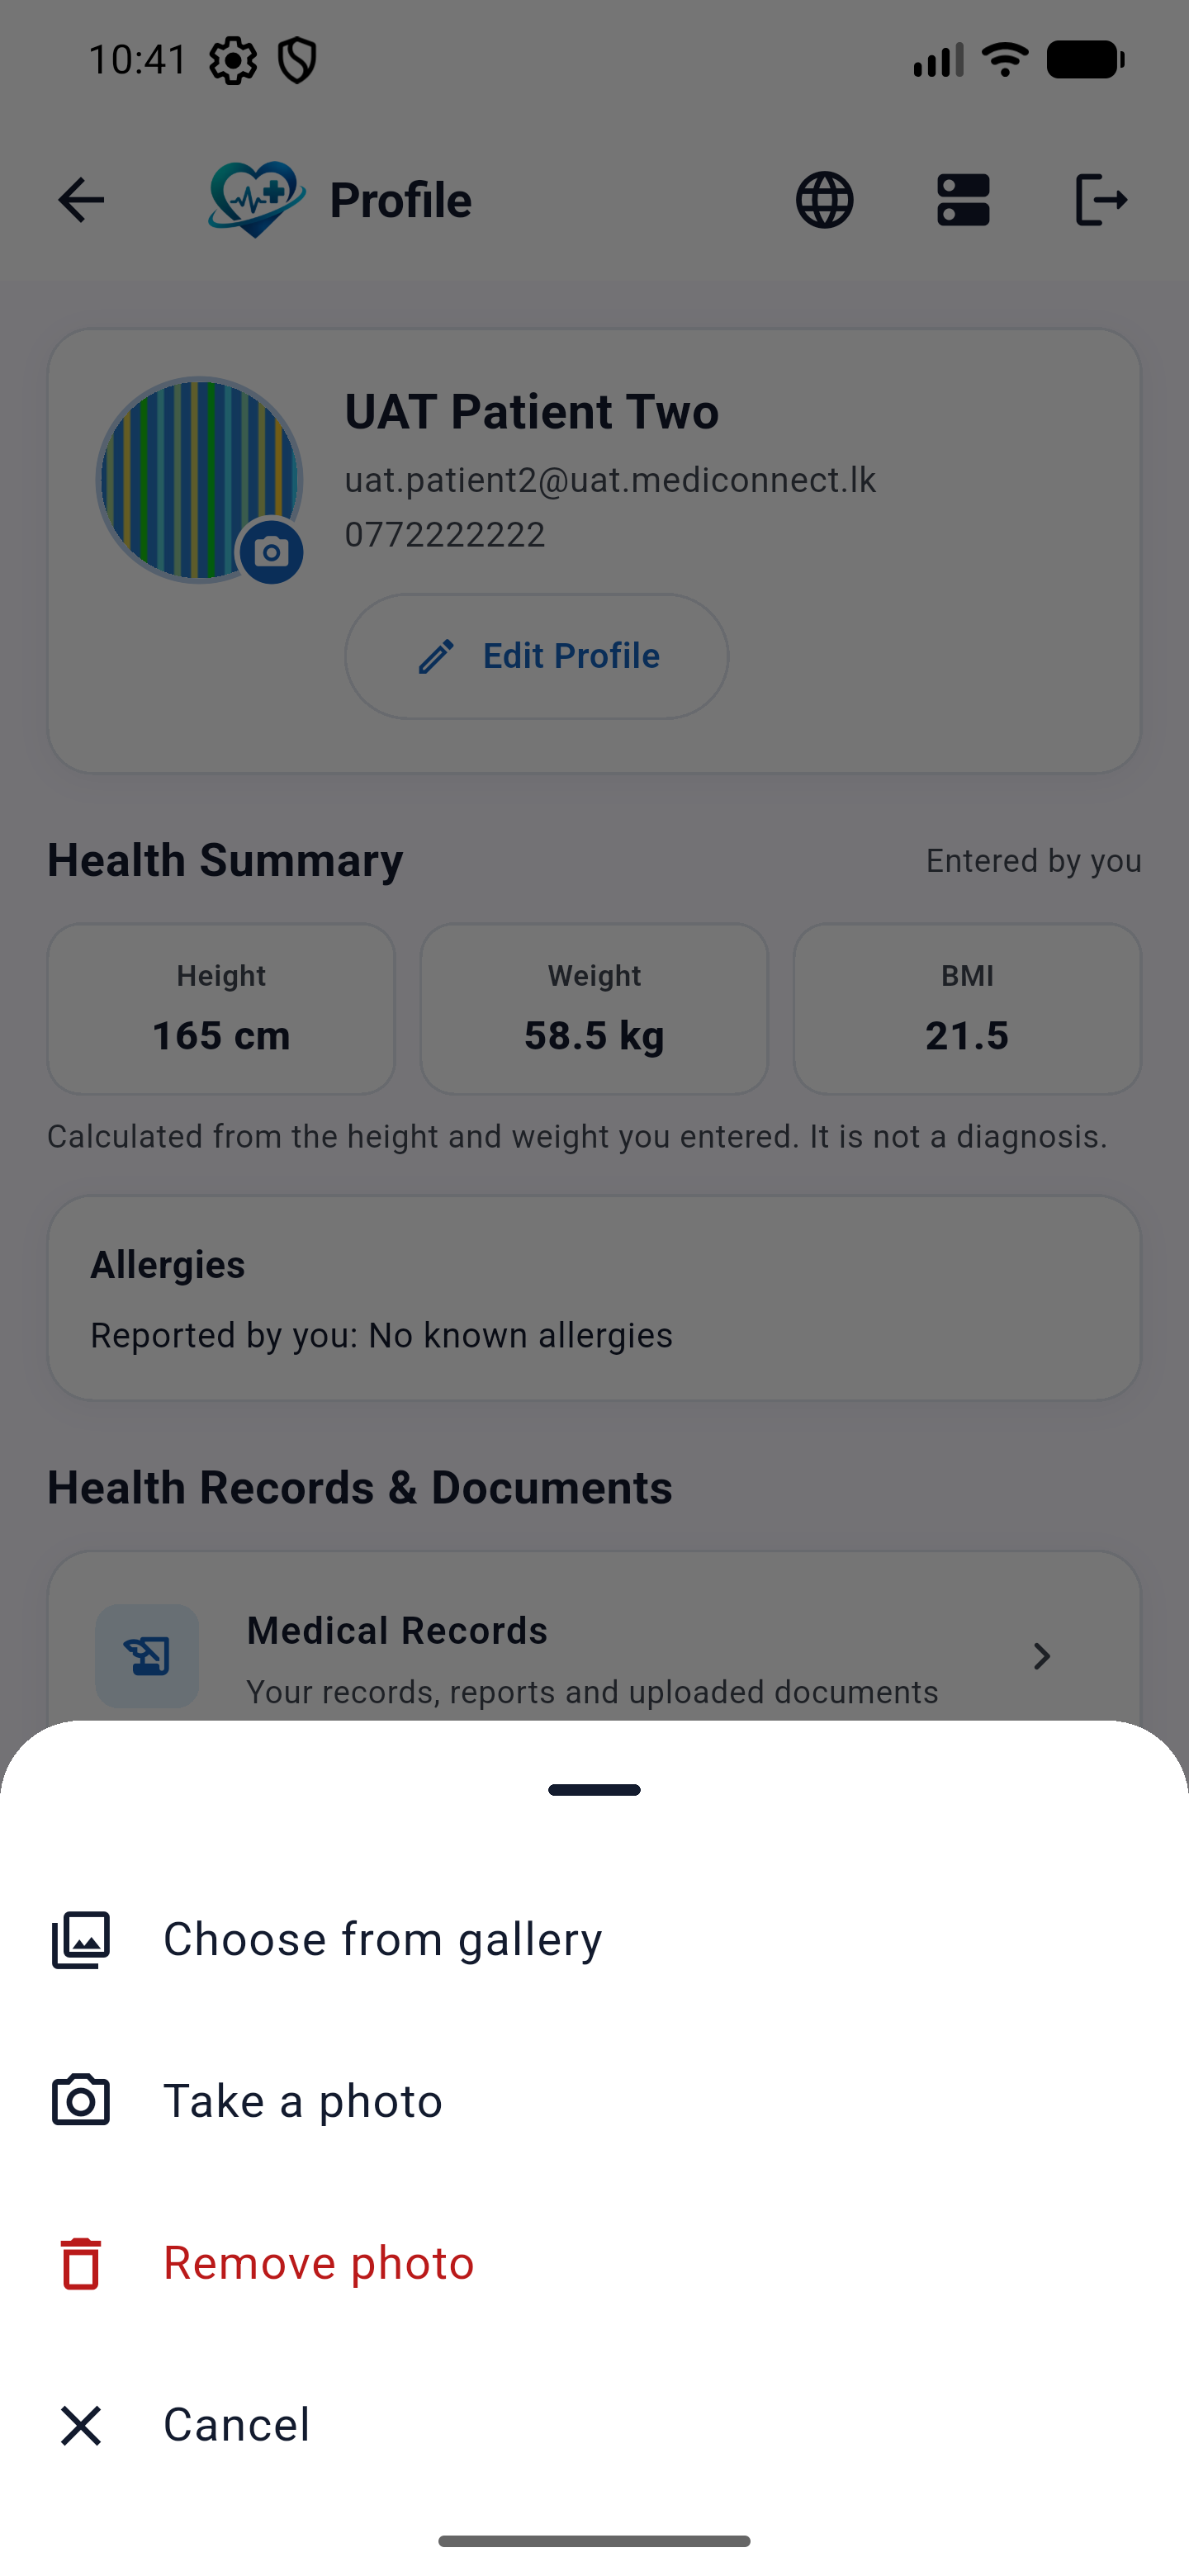 10:41
Profile
UAT Patient Two
uat.patient2@uat.mediconnect.lk
0772222222
Edit Profile
Health Summary
Entered by you
Height
165 cm
Weight
58.5 kg
BMI
21.5
Calculated from the height and weight you entered. It is not a diagnosis.
Allergies
Reported by you: No known allergies
Health Records & Documents
Medical Records
Your records, reports and uploaded documents
Choose from gallery
Take a photo
Remove photo
Cancel